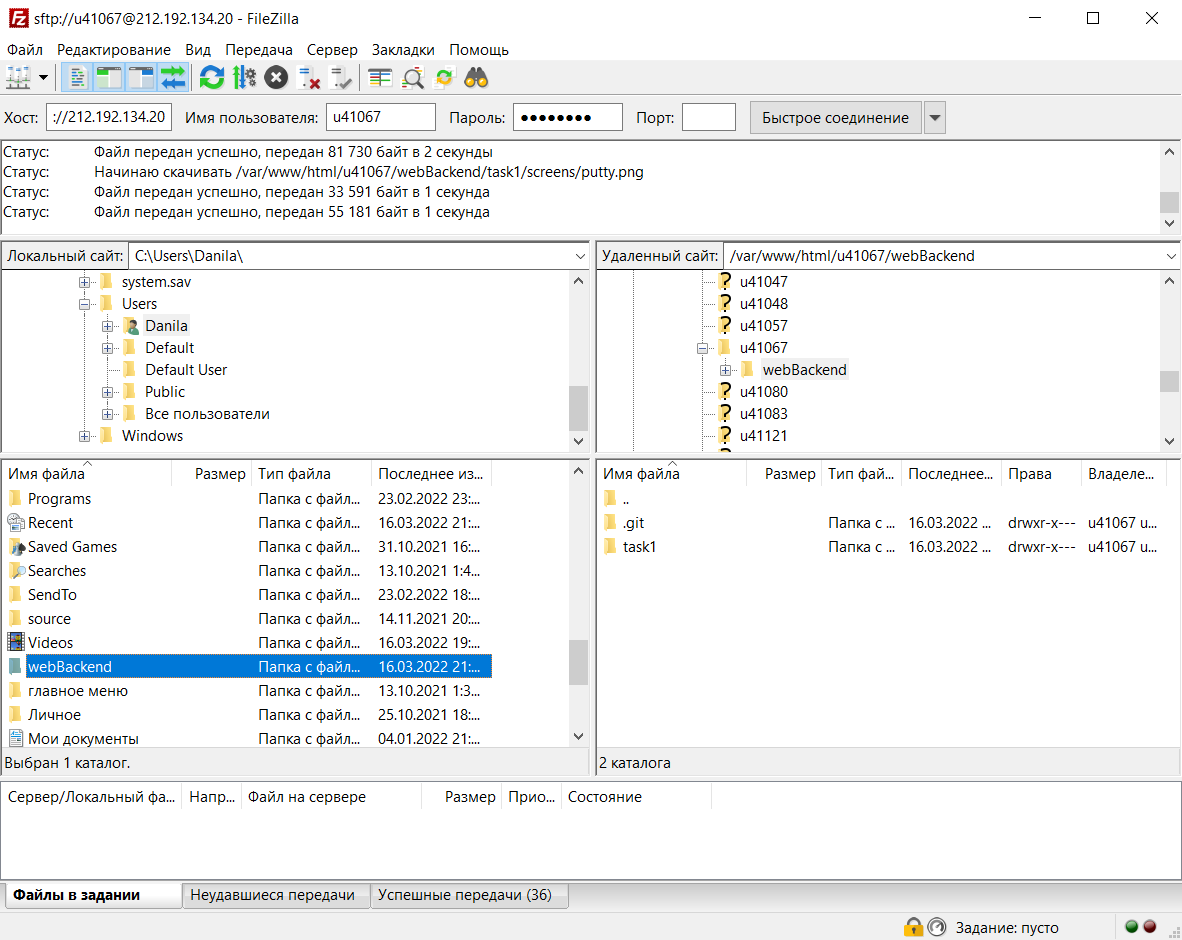 sftp://u41067@212.192.134.20 - FileZilla
Файл Редактирование Вид Передача Сервер Закладки Помощь
Хост: ://212.192.134.20 Имя пользователя: u41067 Пароль: ●●●●●●●● Порт: Быстрое соединение
Статус: Файл передан успешно, передан 81 730 байт в 2 секунды
Статус: Начинаю скачивать /var/www/html/u41067/webBackend/task1/screens/putty.png
Статус: Файл передан успешно, передан 33 591 байт в 1 секунда
Статус: Файл передан успешно, передан 55 181 байт в 1 секунда
Локальный сайт: C:\Users\Danila\
system.sav
Users
Danila
Default
Default User
Public
Все пользователи
Windows
Удаленный сайт: /var/www/html/u41067/webBackend
? u41047
? u41048
? u41057
u41067
webBackend
? u41080
? u41083
? u41121
Имя файла Размер Тип файла Последнее из...
Programs Папка с файл... 23.02.2022 23:...
Recent Папка с файл... 16.03.2022 21:...
Saved Games Папка с файл... 31.10.2021 16:...
Searches Папка с файл... 13.10.2021 1:4...
SendTo Папка с файл... 23.02.2022 18:...
source Папка с файл... 14.11.2021 20:...
Videos Папка с файл... 16.03.2022 19:...
webBackend Папка с файл... 16.03.2022 21:...
главное меню Папка с файл... 13.10.2021 1:3...
Личное Папка с файл... 25.10.2021 18:...
Мои документы Папка с файл... 04.01.2022 21:...
Выбран 1 каталог.
Имя файла Размер Тип фай... Последнее... Права Владеле...
..
.git Папка с ... 16.03.2022 ... drwxr-x--- u41067 u...
task1 Папка с ... 16.03.2022 ... drwxr-x--- u41067 u...
2 каталога
Сервер/Локальный фа... Напр... Файл на сервере Размер Прио... Состояние
Файлы в задании Неудавшиеся передачи Успешные передачи (36)
Задание: пусто